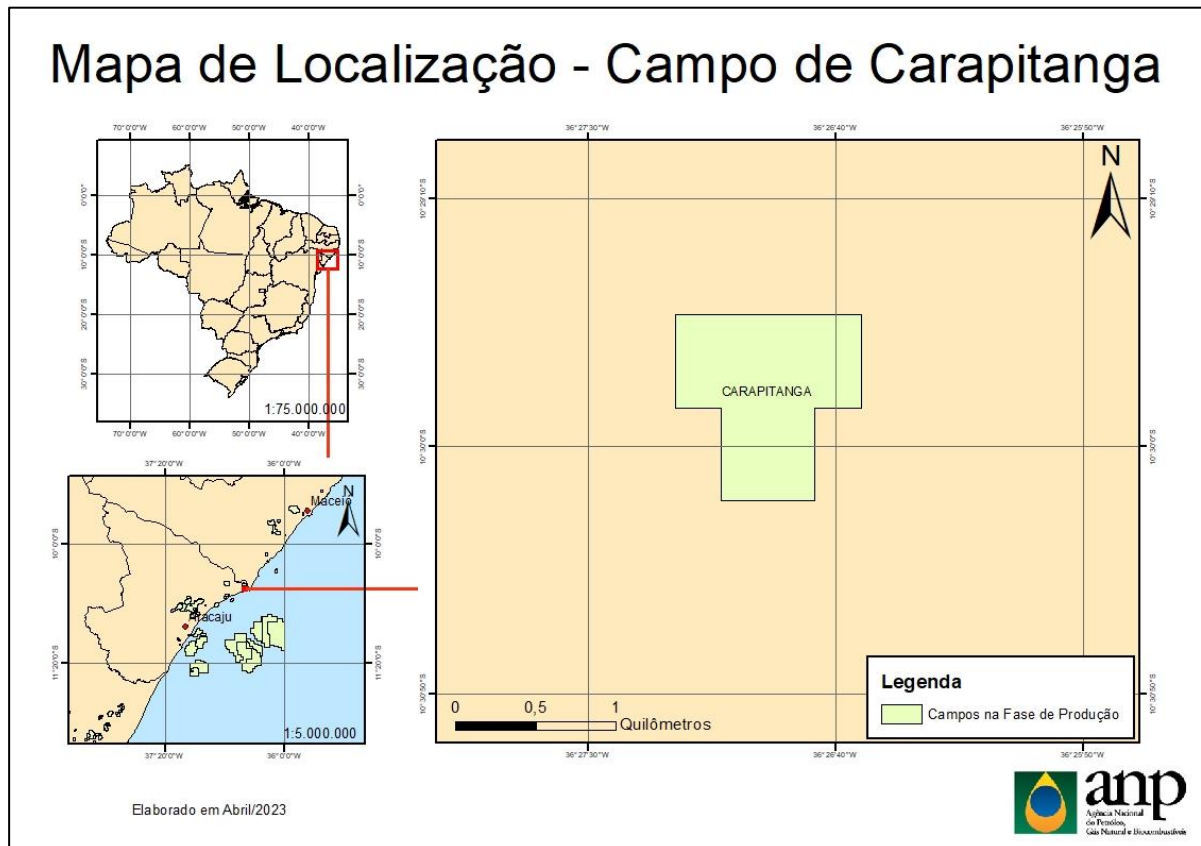 Mapa de Localização - Campo de Carapitanga
70°0'0"W 60°0'0"W 50°0'0"W 40°0'0"W
0°0'0"
10°0'0"S
20°0'0"S
30°0'0"S
0°0'0"
10°0'0"S
20°0'0"S
30°0'0"S
1:75.000.000
70°0'0"W 60°0'0"W 50°0'0"W 40°0'0"W
37°20'0"W 36°0'0"W
N
Maceió
10°0'0"S
10°0'0"S
Aracaju
11°20'0"S
11°20'0"S
1:5.000.000
37°20'0"W 36°0'0"W
Elaborado em Abril/2023
36°27'30"W 36°26'40"W 36°25'50"W
N
10°29'10"S
10°29'10"S
CARAPITANGA
10°30'0"S
10°30'0"S
10°30'50"S
10°30'50"S
0 0,5 1
Quilômetros
Legenda
Campos na Fase de Produção
36°27'30"W 36°26'40"W 36°25'50"W
anp
Agência Nacional
do Petróleo,
Gás Natural e Biocombustíveis